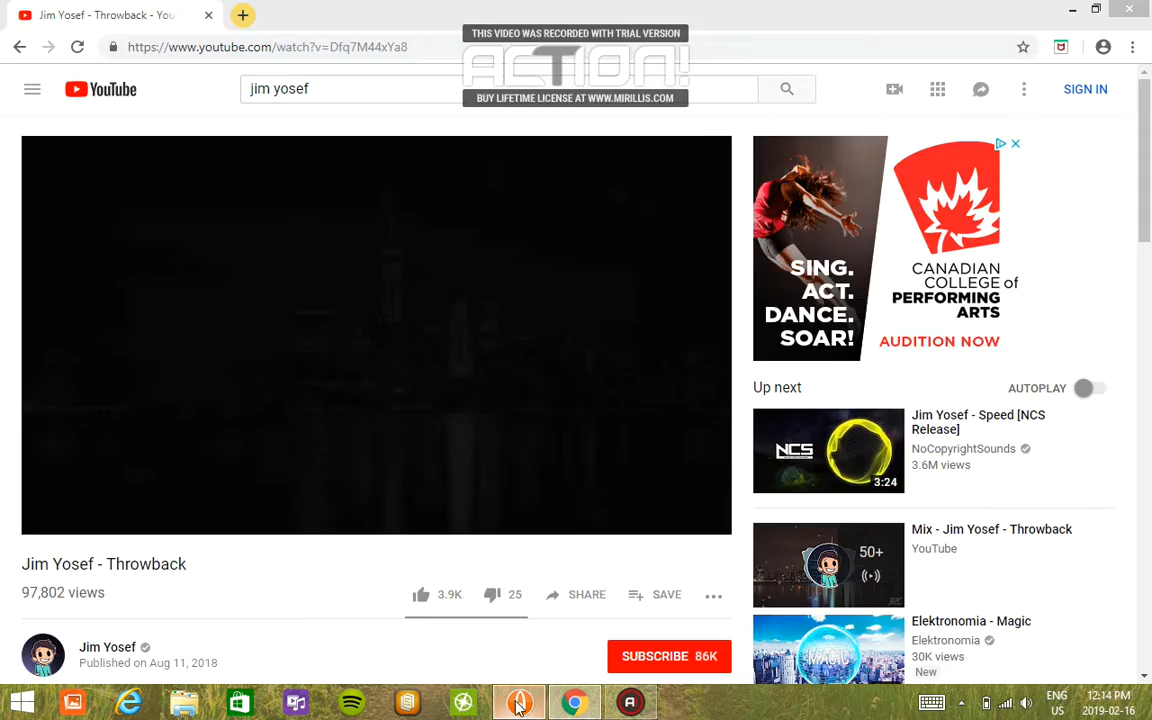 Jim Yosef - Throwback - You
https://www.youtube.com/watch?v=Dfq7M44xYa8
THIS VIDEO WAS RECORDED WITH TRIAL VERSION
ACTION!
BUY LIFETIME LICENSE AT WWW.MIRILLIS.COM
YouTube
jim yosef
SIGN IN
SING.
ACT.
DANCE.
SOAR!
CANADIAN
COLLEGE of
PERFORMING
ARTS
AUDITION NOW
Up next
AUTOPLAY
NCS
3:24
Jim Yosef - Speed [NCS
Release]
NoCopyrightSounds
3.6M views
50+
Mix - Jim Yosef - Throwback
YouTube
MAGIC
Elektronomia - Magic
Elektronomia
30K views
New
Jim Yosef - Throwback
97,802 views
3.9K
25
SHARE
SAVE
Jim Yosef
Published on Aug 11, 2018
SUBSCRIBE 86K
ENG
US
12:14 PM
2019-02-16